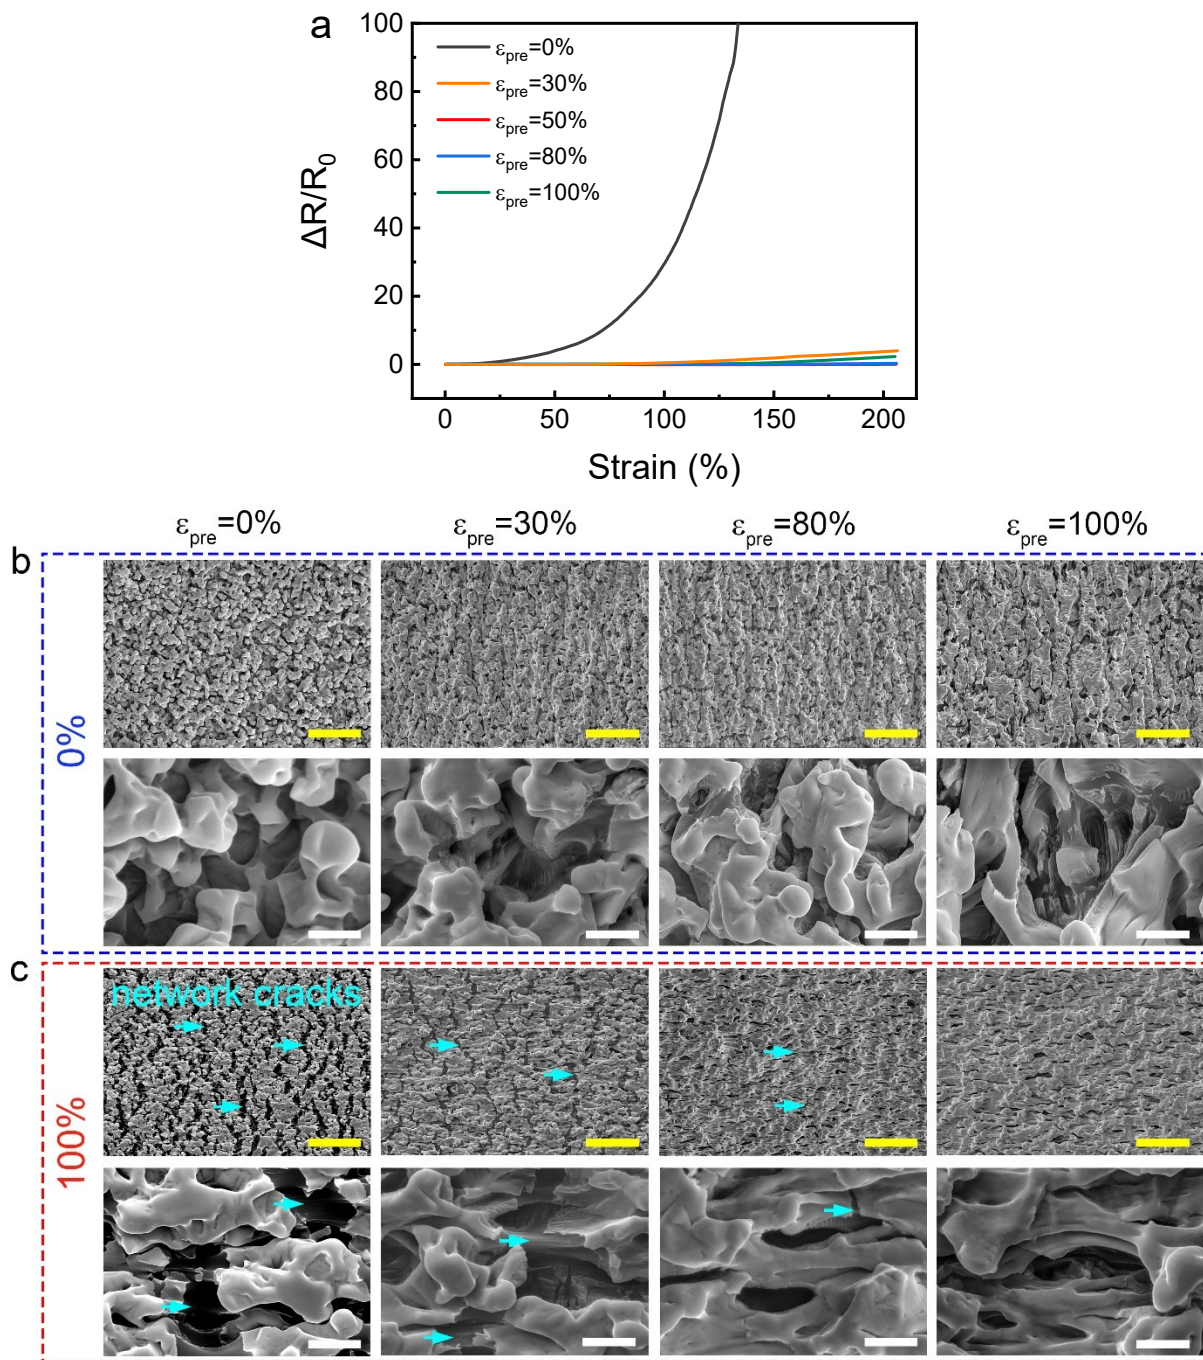 a
100
80
60
40
20
0
ΔR/R0
εpre=0%
εpre=30%
εpre=50%
εpre=80%
εpre=100%
0 50 100 150 200
Strain (%)
εpre=0% εpre=30% εpre=80% εpre=100%
b
0%
c
network cracks
100%